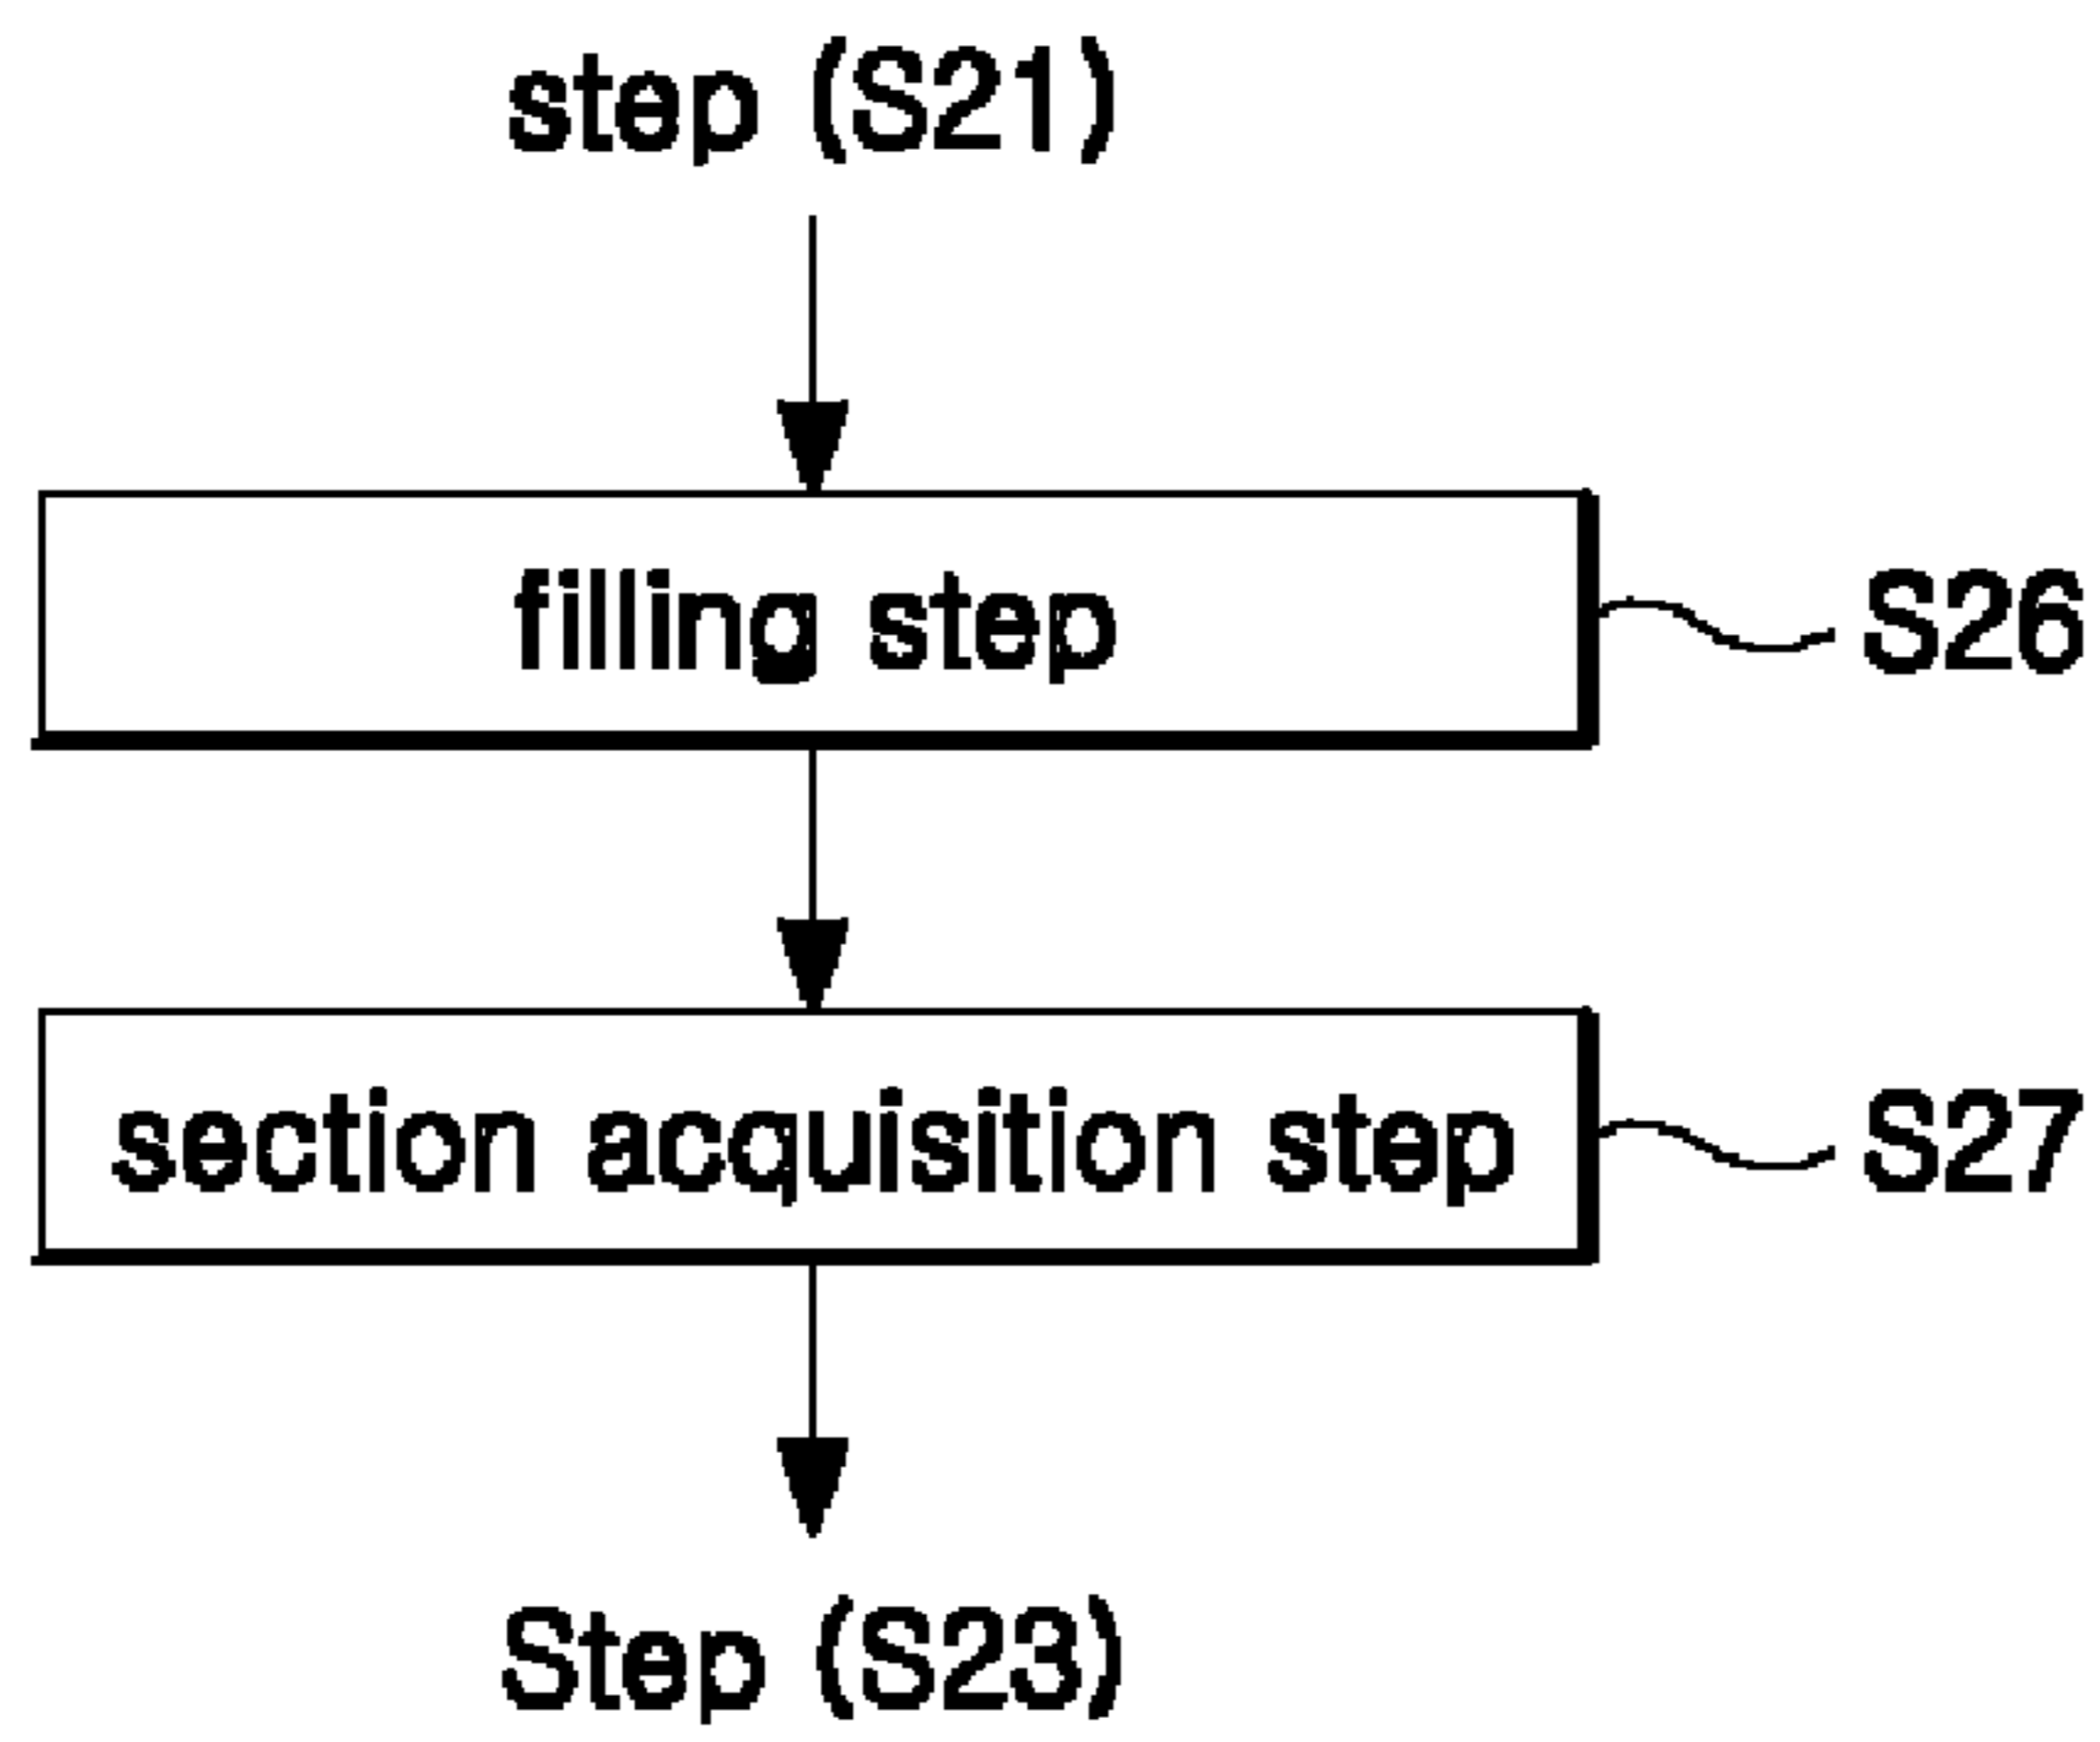 step (S21)
filling step
S26
section acquisition step
S27
Step (S23)